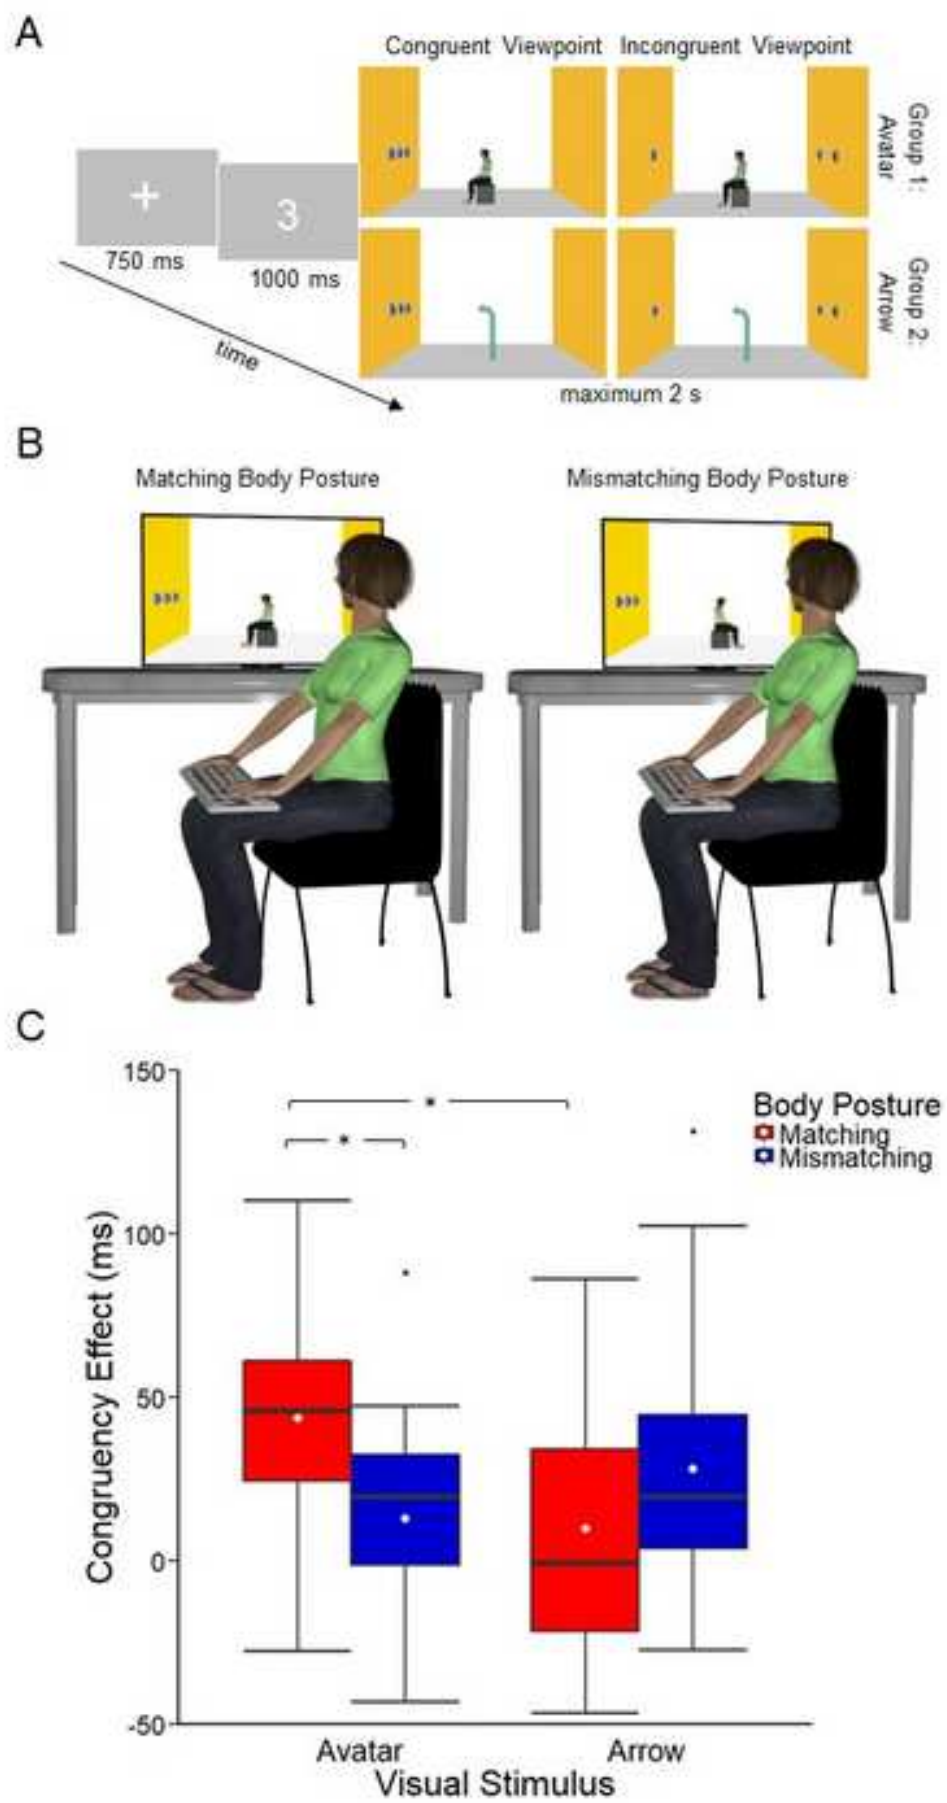 A
Congruent Viewpoint Incongruent Viewpoint
Group 1:
Avatar
+
3
750 ms
1000 ms
time
Group 2:
Arrow
maximum 2 s
B
Matching Body Posture Mismatching Body Posture
C
150
100
50
0
-50
Congruency Effect (ms)
*
*
Body Posture
Matching
Mismatching
Avatar Arrow
Visual Stimulus